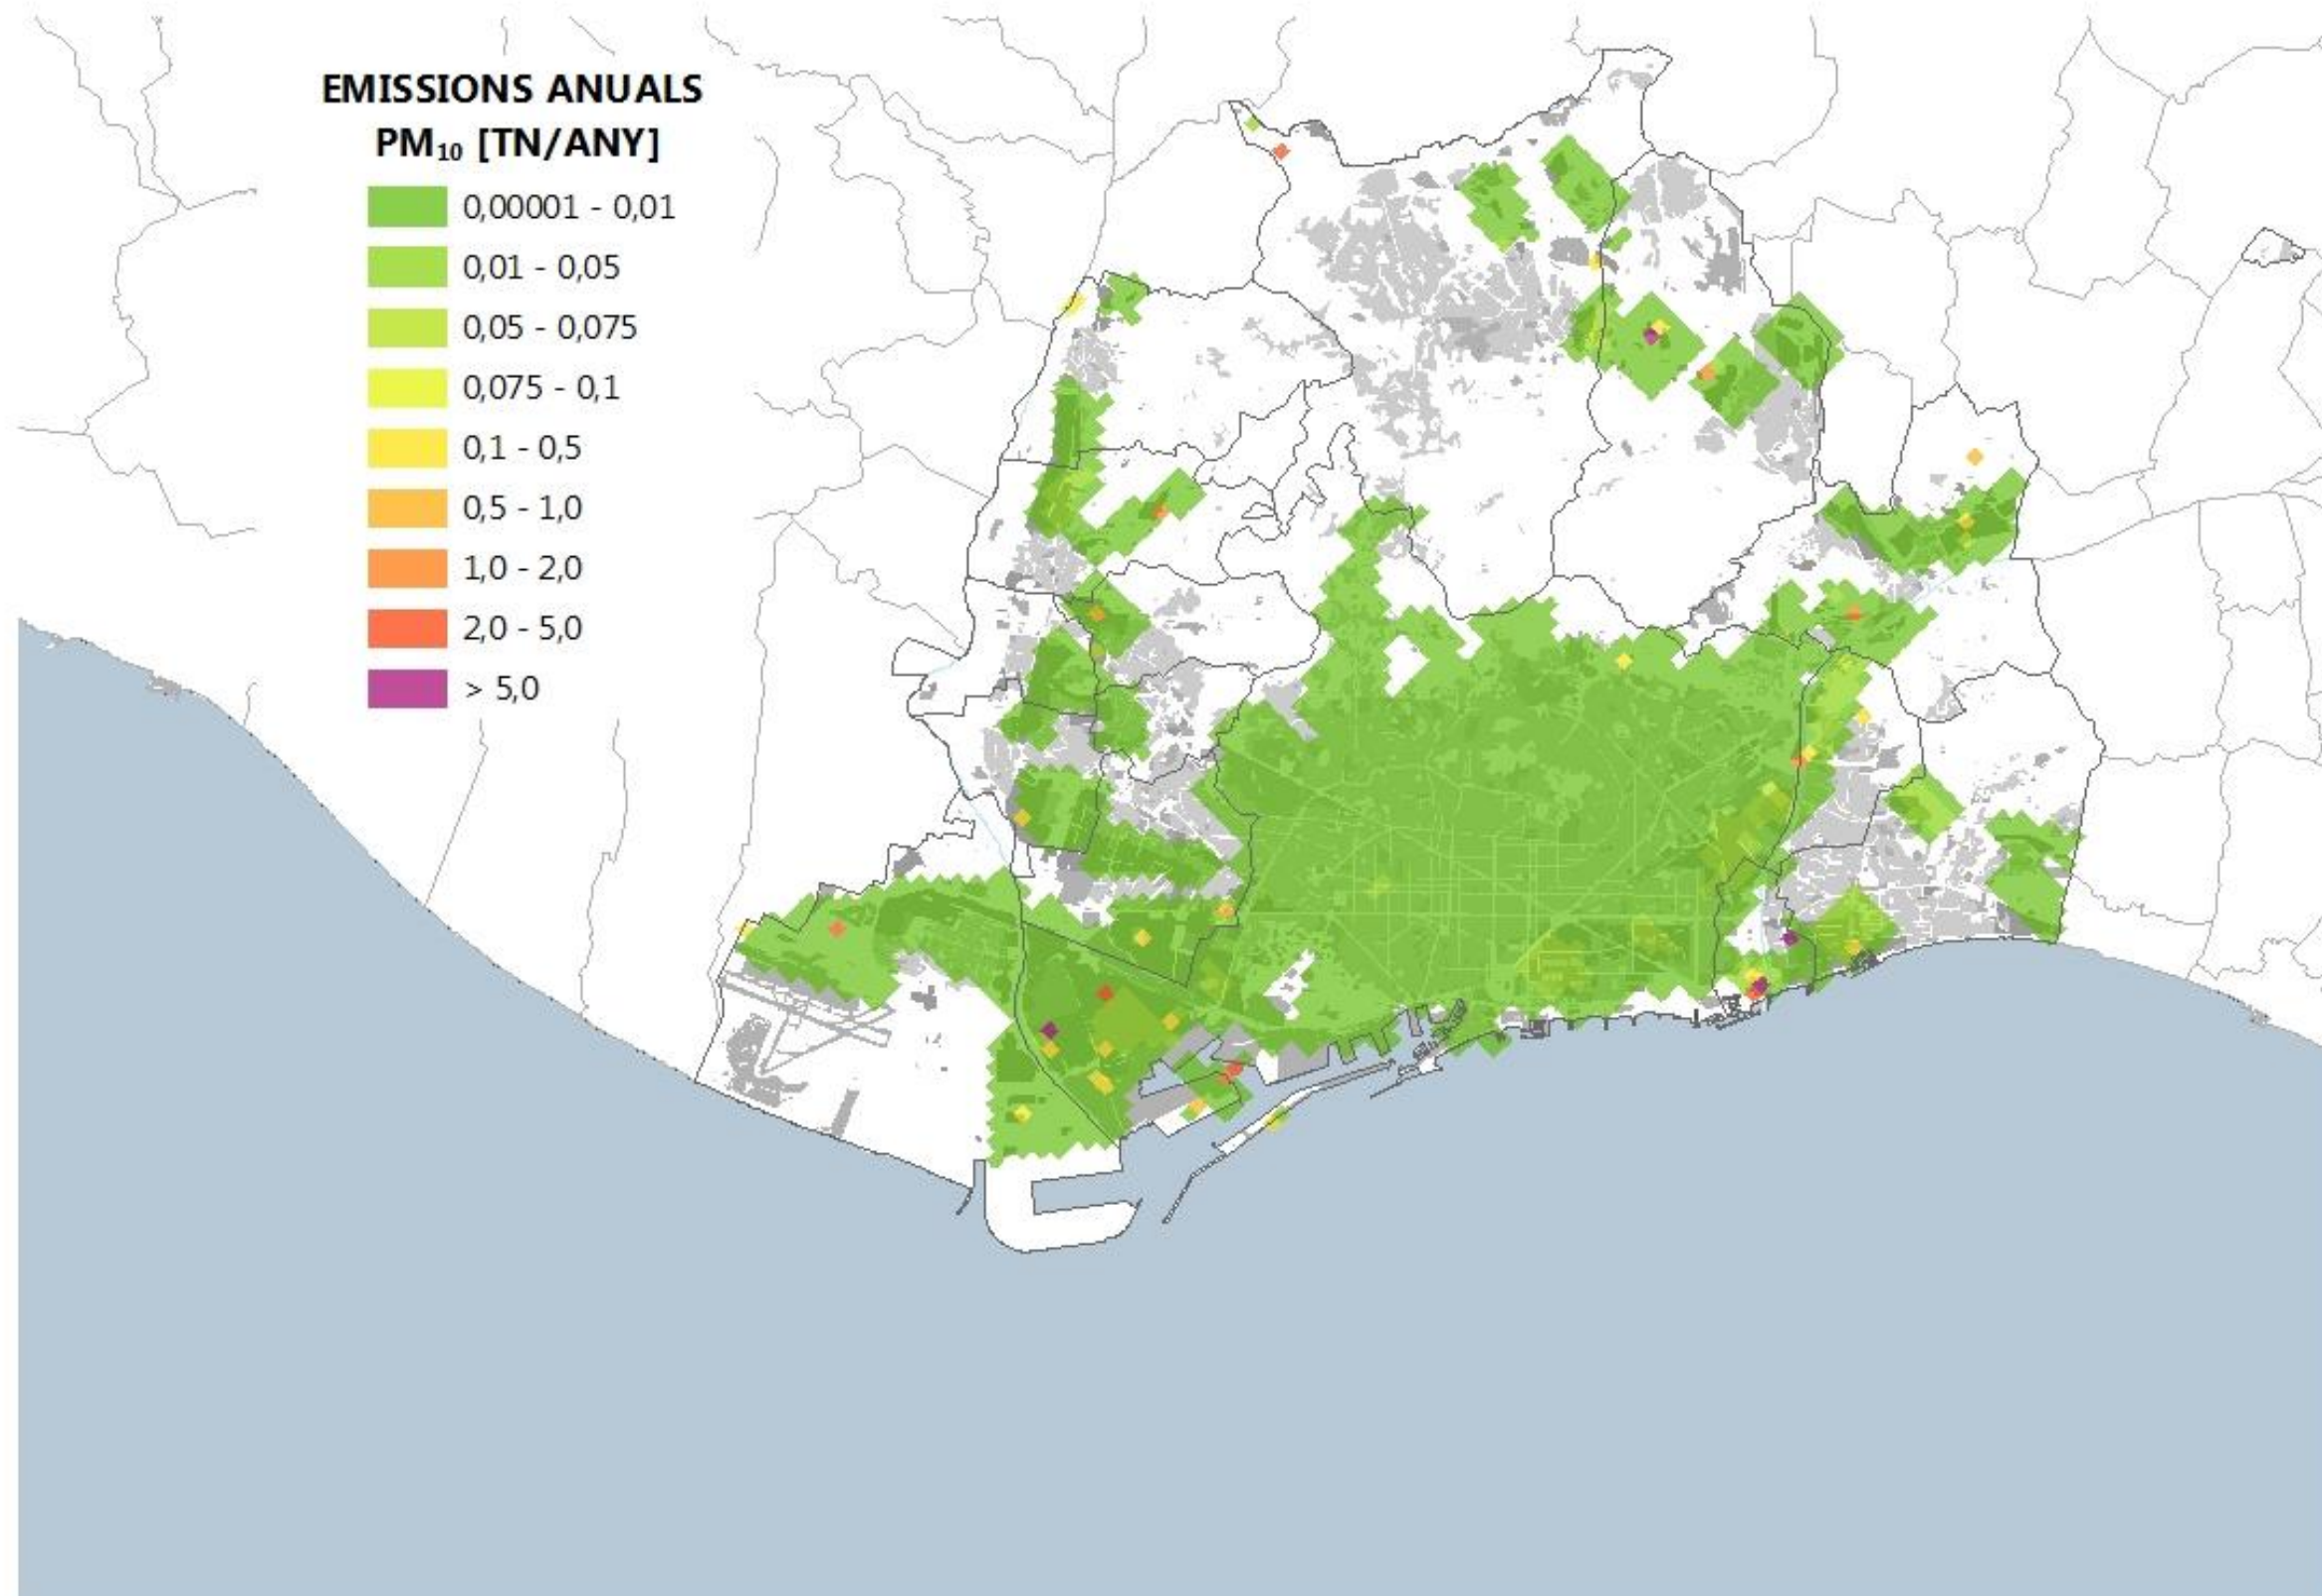 EMISSIONS ANUALS
PM₁₀ [TN/ANY]
0,00001 - 0,01
0,01 - 0,05
0,05 - 0,075
0,075 - 0,1
0,1 - 0,5
0,5 - 1,0
1,0 - 2,0
2,0 - 5,0
> 5,0